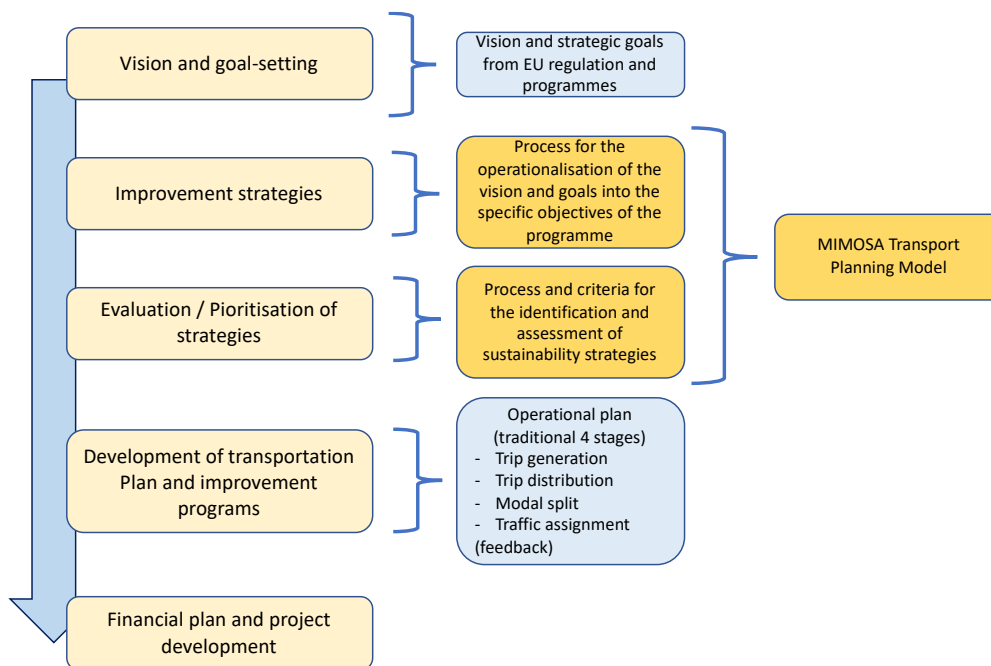 Vision and goal-setting
Vision and strategic goals
from EU regulation and
programmes
Improvement strategies
Process for the
operationalisation of the
vision and goals into the
specific objectives of the
programme
MIMOSA Transport
Planning Model
Evaluation / Pioritisation of
strategies
Process and criteria for
the identification and
assessment of
sustainability strategies
Development of transportation
Plan and improvement
programs
Operational plan
(traditional 4 stages)
- Trip generation
- Trip distribution
- Modal split
- Traffic assignment
(feedback)
Financial plan and project
development